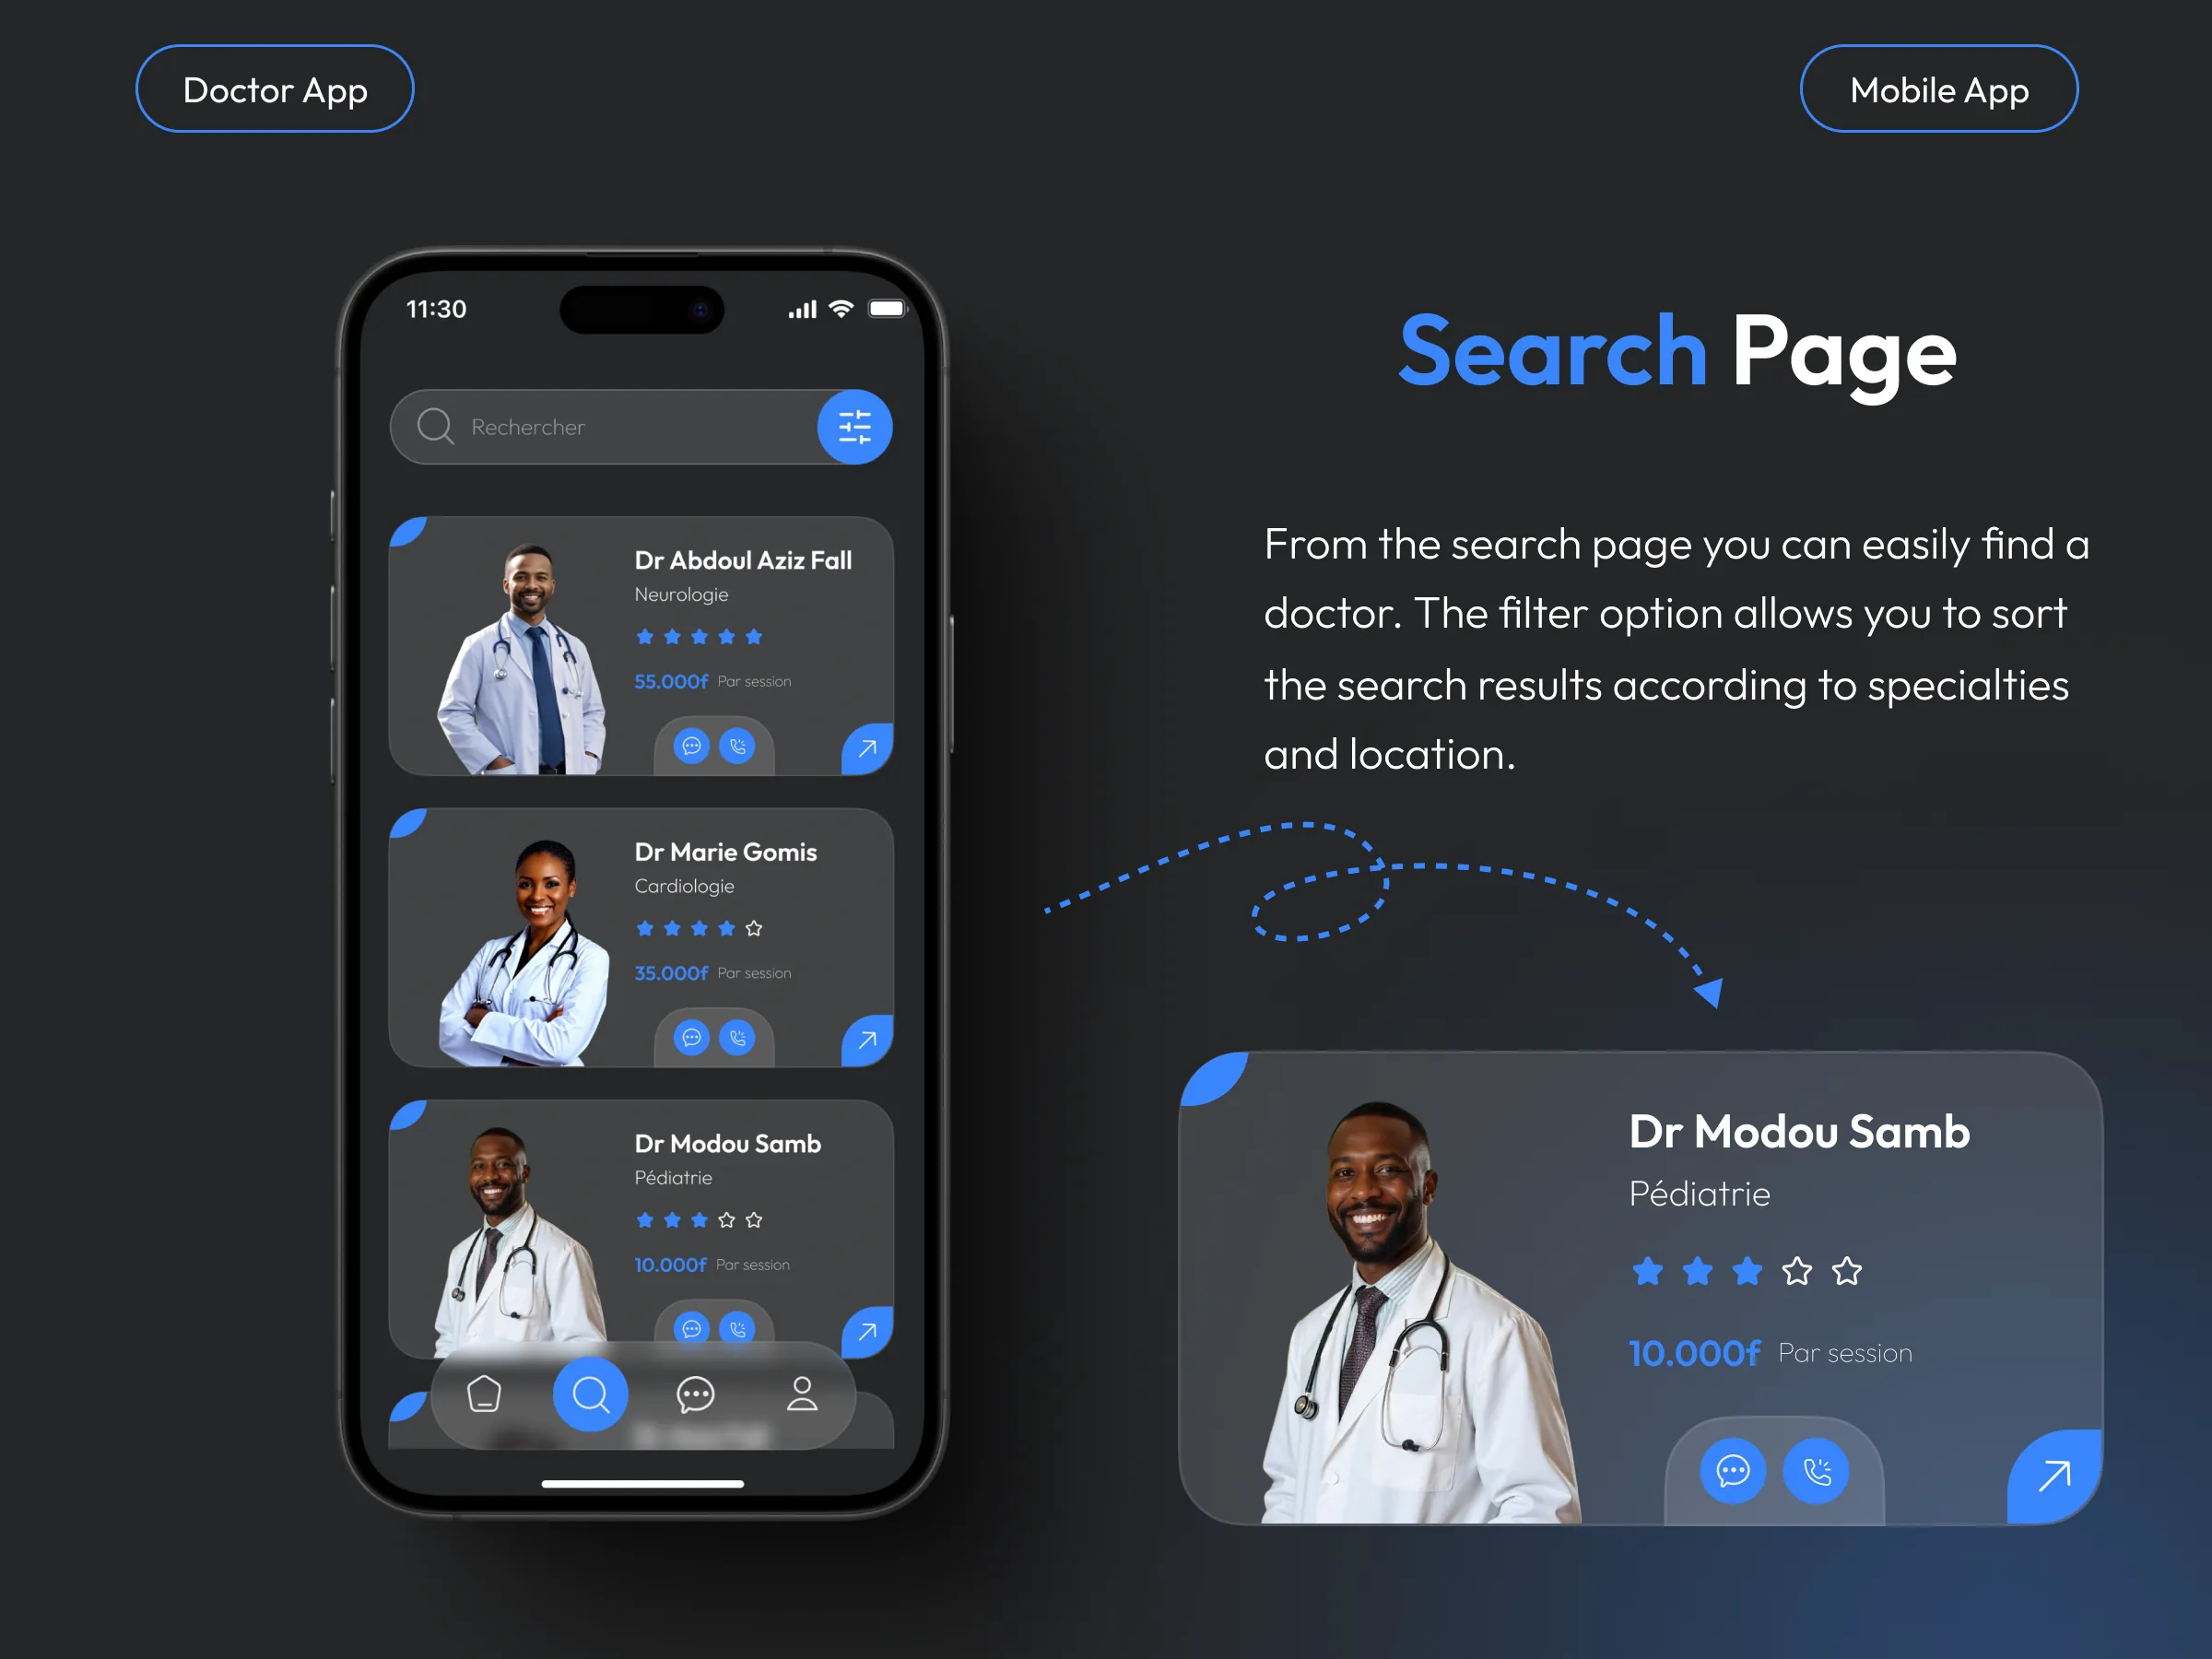 Doctor App
Mobile App
11:30
Rechercher
Dr Abdoul Aziz Fall
Neurologie
55.000f Par session
Dr Marie Gomis
Cardiologie
35.000f Par session
Dr Modou Samb
Pédiatrie
10.000f Par session
Search Page
From the search page you can easily find a
doctor. The filter option allows you to sort
the search results according to specialties
and location.
Dr Modou Samb
Pédiatrie
10.000f Par session